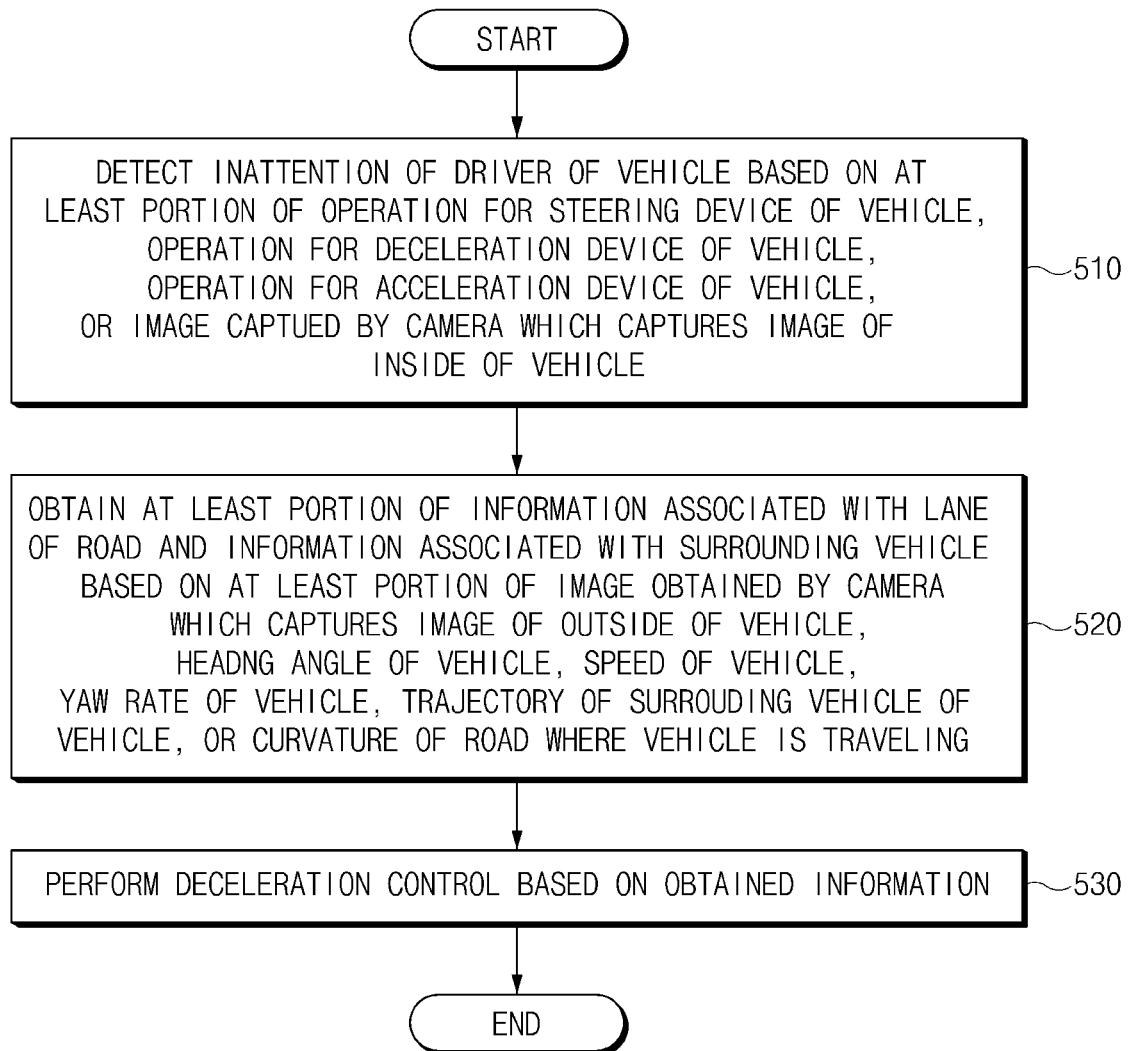 START
DETECT INATTENTION OF DRIVER OF VEHICLE BASED ON AT
LEAST PORTION OF OPERATION FOR STEERING DEVICE OF VEHICLE,
OPERATION FOR DECELERATION DEVICE OF VEHICLE,
OPERATION FOR ACCELERATION DEVICE OF VEHICLE,
OR IMAGE CAPTUED BY CAMERA WHICH CAPTURES IMAGE OF
INSIDE OF VEHICLE
510
OBTAIN AT LEAST PORTION OF INFORMATION ASSOCIATED WITH LANE
OF ROAD AND INFORMATION ASSOCIATED WITH SURROUNDING VEHICLE
BASED ON AT LEAST PORTION OF IMAGE OBTAINED BY CAMERA
WHICH CAPTURES IMAGE OF OUTSIDE OF VEHICLE,
HEADNG ANGLE OF VEHICLE, SPEED OF VEHICLE,
YAW RATE OF VEHICLE, TRAJECTORY OF SURROUDING VEHICLE OF
VEHICLE, OR CURVATURE OF ROAD WHERE VEHICLE IS TRAVELING
520
PERFORM DECELERATION CONTROL BASED ON OBTAINED INFORMATION
530
END